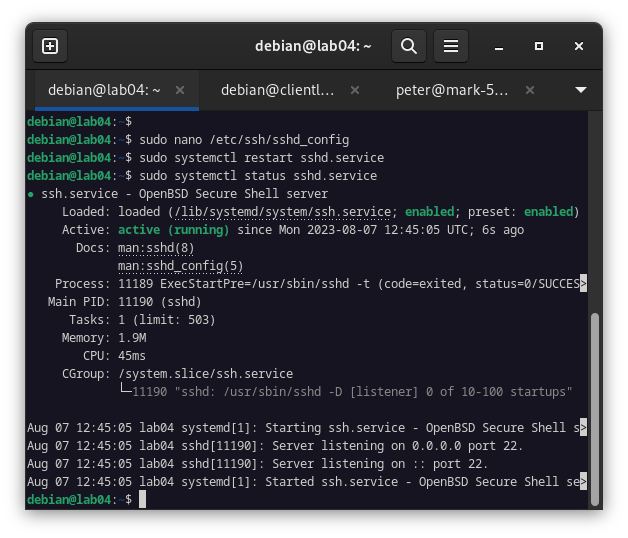 debian@lab04: ~
debian@lab04: ~
debian@clientl...
peter@mark-5...
debian@lab04:~$
debian@lab04:~$ sudo nano /etc/ssh/sshd_config
debian@lab04:~$ sudo systemctl restart sshd.service
debian@lab04:~$ sudo systemctl status sshd.service
● ssh.service - OpenBSD Secure Shell server
Loaded: loaded (/lib/systemd/system/ssh.service; enabled; preset: enabled)
Active: active (running) since Mon 2023-08-07 12:45:05 UTC; 6s ago
Docs: man:sshd(8)
man:sshd_config(5)
Process: 11189 ExecStartPre=/usr/sbin/sshd -t (code=exited, status=0/SUCCES>
Main PID: 11190 (sshd)
Tasks: 1 (limit: 503)
Memory: 1.9M
CPU: 45ms
CGroup: /system.slice/ssh.service
└─11190 "sshd: /usr/sbin/sshd -D [listener] 0 of 10-100 startups"
Aug 07 12:45:05 lab04 systemd[1]: Starting ssh.service - OpenBSD Secure Shell s>
Aug 07 12:45:05 lab04 sshd[11190]: Server listening on 0.0.0.0 port 22.
Aug 07 12:45:05 lab04 sshd[11190]: Server listening on :: port 22.
Aug 07 12:45:05 lab04 systemd[1]: Started ssh.service - OpenBSD Secure Shell se>
debian@lab04:~$